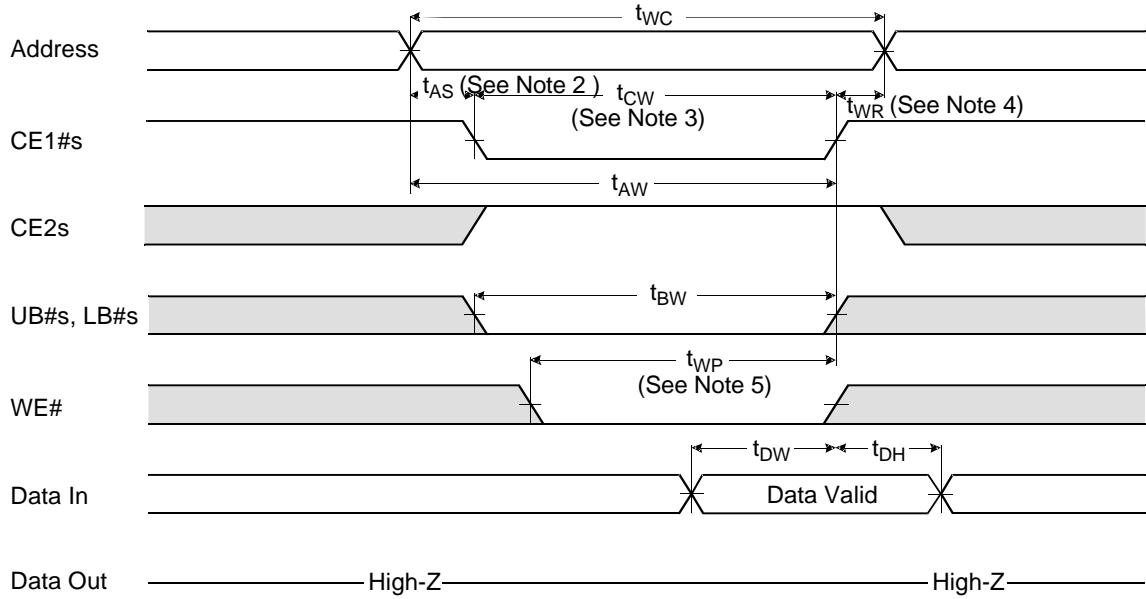 tWC
Address
tAS (See Note 2 )
tCW
(See Note 3)
tWR (See Note 4)
CE1#s
tAW
CE2s
tBW
UB#s, LB#s
tWP
(See Note 5)
WE#
tDW
tDH
Data In
Data Valid
Data Out
High-Z
High-Z